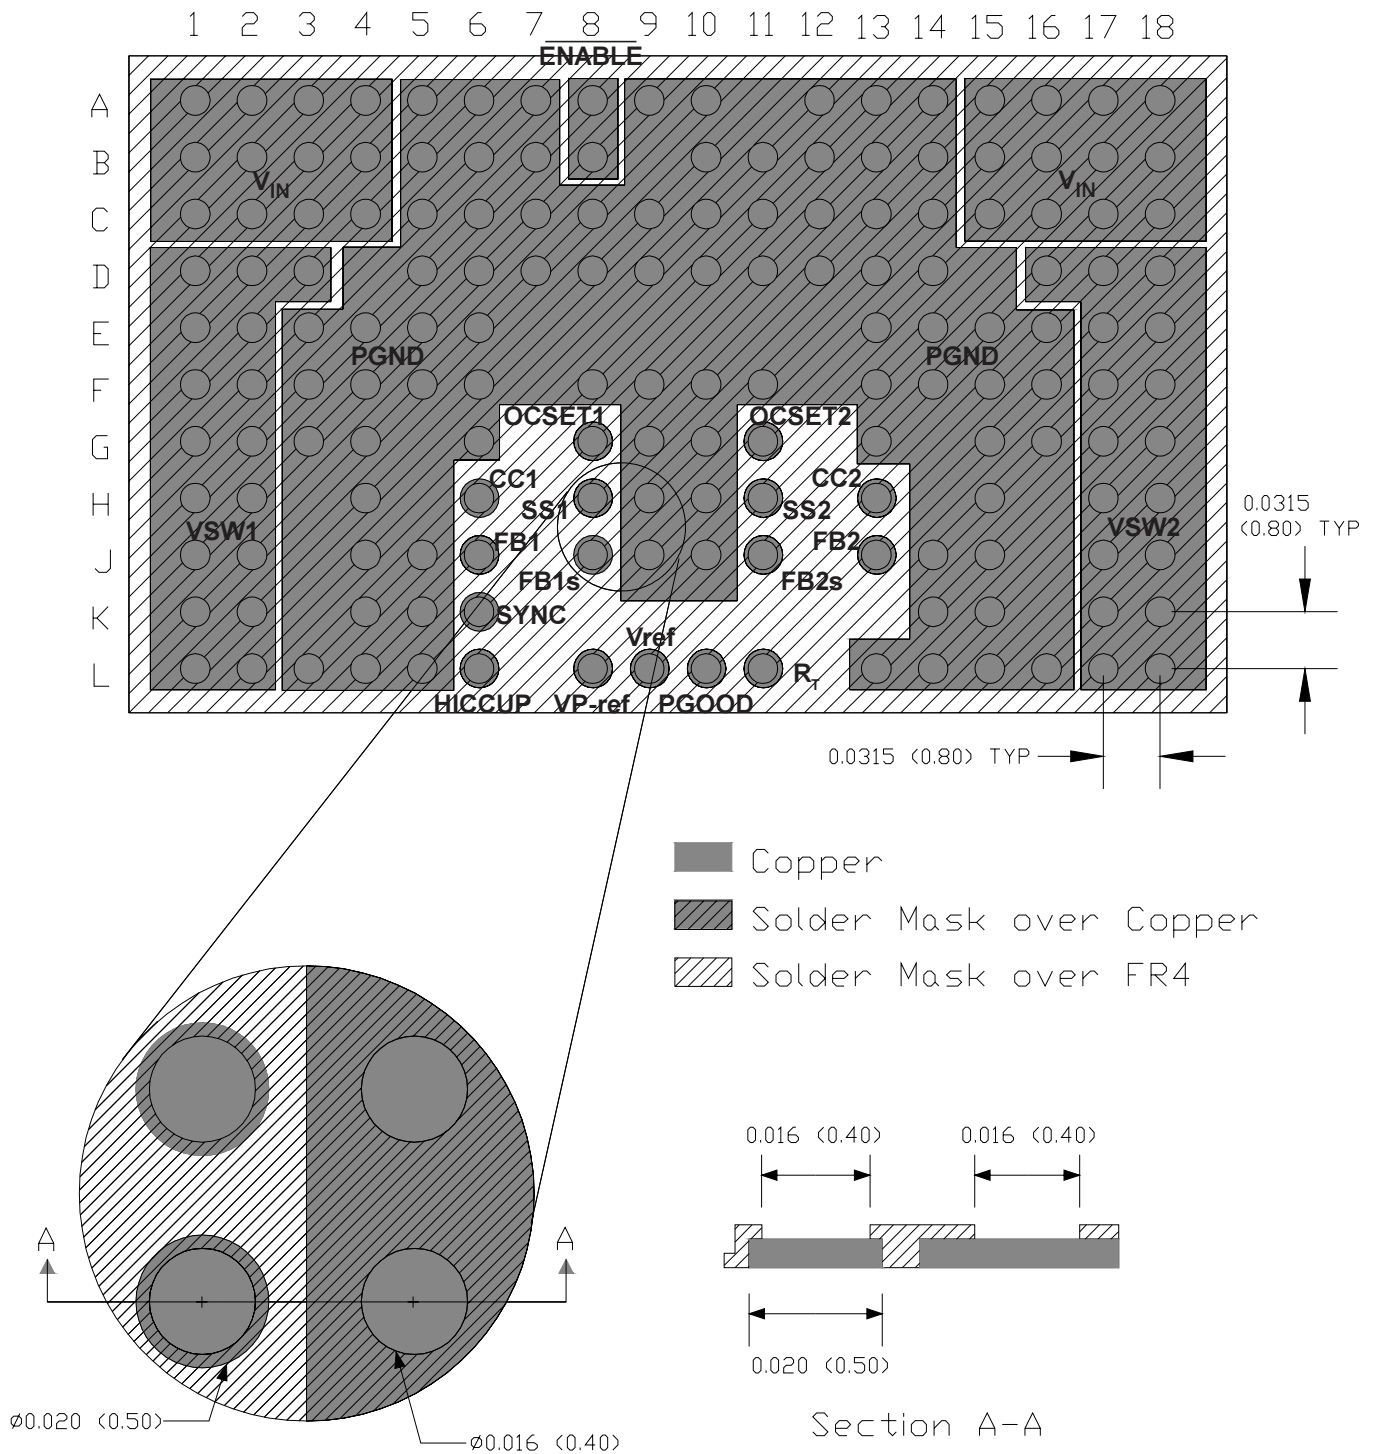 1 2 3 4 5 6 7 8 9 10 11 12 13 14 15 16 17 18
ENABLE
A
B
VIN VIN
C
D
E
PGND PGND
F
OCSET1 OCSET2
G
CC1 CC2
H
SS1 SS2
VSW1 VSW2
FB1 FB2
J
FB1s FB2s
K
SYNC
Vref
L
RT
HICCUP VP-ref PGOOD
0.0315
(0.80) TYP
0.0315 (0.80) TYP
Copper
Solder Mask over Copper
Solder Mask over FR4
0.016 (0.40) 0.016 (0.40)
A A
0.020 (0.50)
Ø0.020 (0.50)
Ø0.016 (0.40)
Section A-A